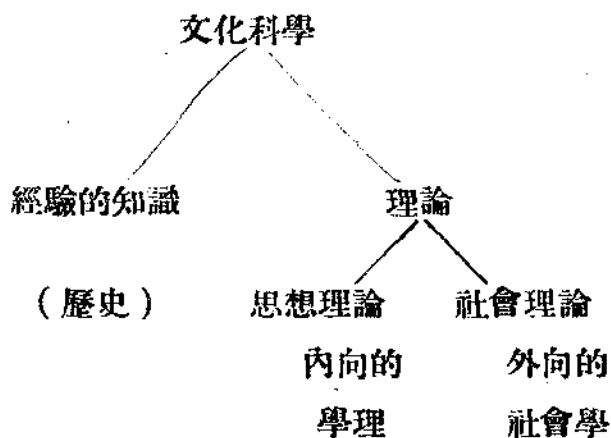 文化科學
經驗的知識 理論
（歷史） 思想理論 社會理論
內向的 外向的
學理 社會學